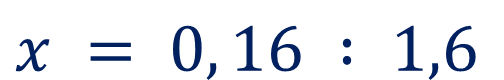 x = 0, 16 : 1,6